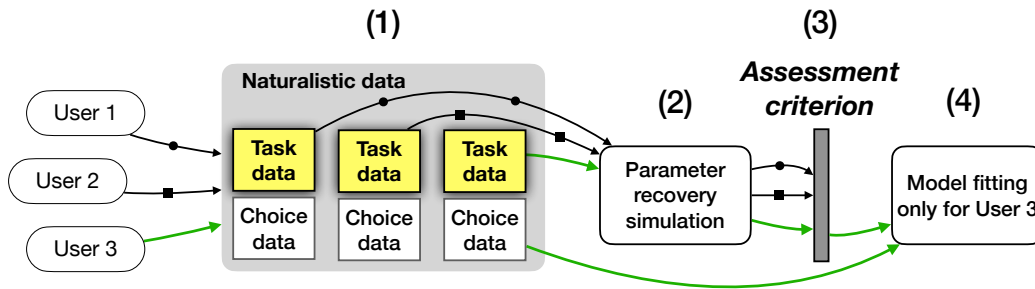 (1)
(3)
Naturalistic data
Assessment
criterion
(2)
(4)
User 1
User 2
User 3
Task
data
Task
data
Task
data
Choice
data
Choice
data
Choice
data
Parameter
recovery
simulation
Model fitting
only for User 3